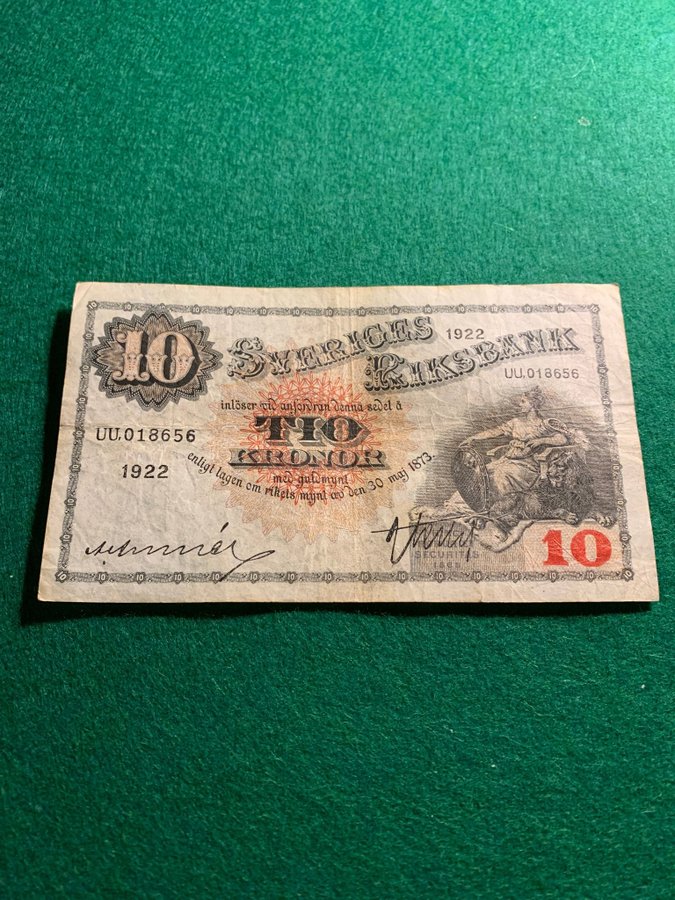 10
SVERIGES
1922
RIKSBANK
UU.018656
inlöser vid anfordran denna sedel å
TIO
KRONOR
med guldmynt
enligt lagen om rikets mynt av den 30 maj 1873.
UU.018656
1922
SECURITAS
10